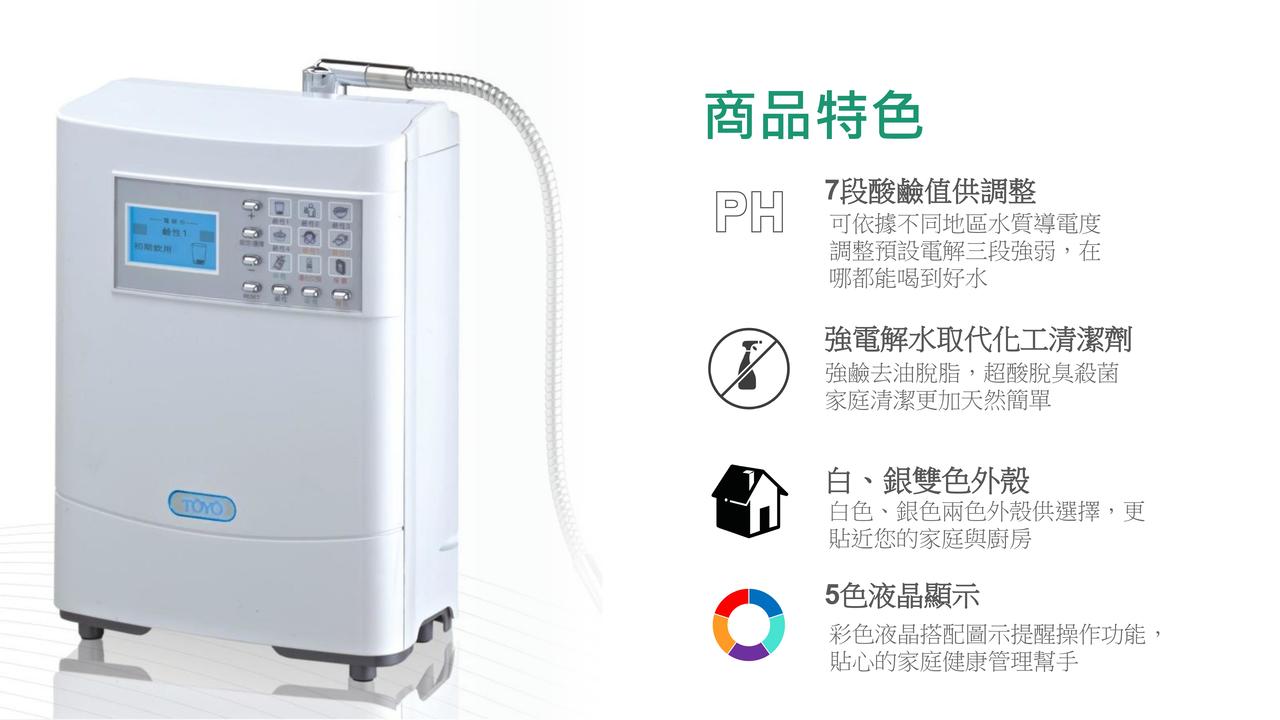 商品特色
PH
7段酸鹼值供調整
可依據不同地區水質導電度
調整預設電解三段強弱，在
哪都能喝到好水
強電解水取代化工清潔劑
強鹼去油脫脂，超酸脫臭殺菌
家庭清潔更加天然簡單
白、銀雙色外殼
白色、銀色兩色外殼供選擇，更
貼近您的家庭與廚房
5色液晶顯示
彩色液晶搭配圖示提醒操作功能，
貼心的家庭健康管理幫手
鹼性1
初期飲用
+
−
RESET
TOYO